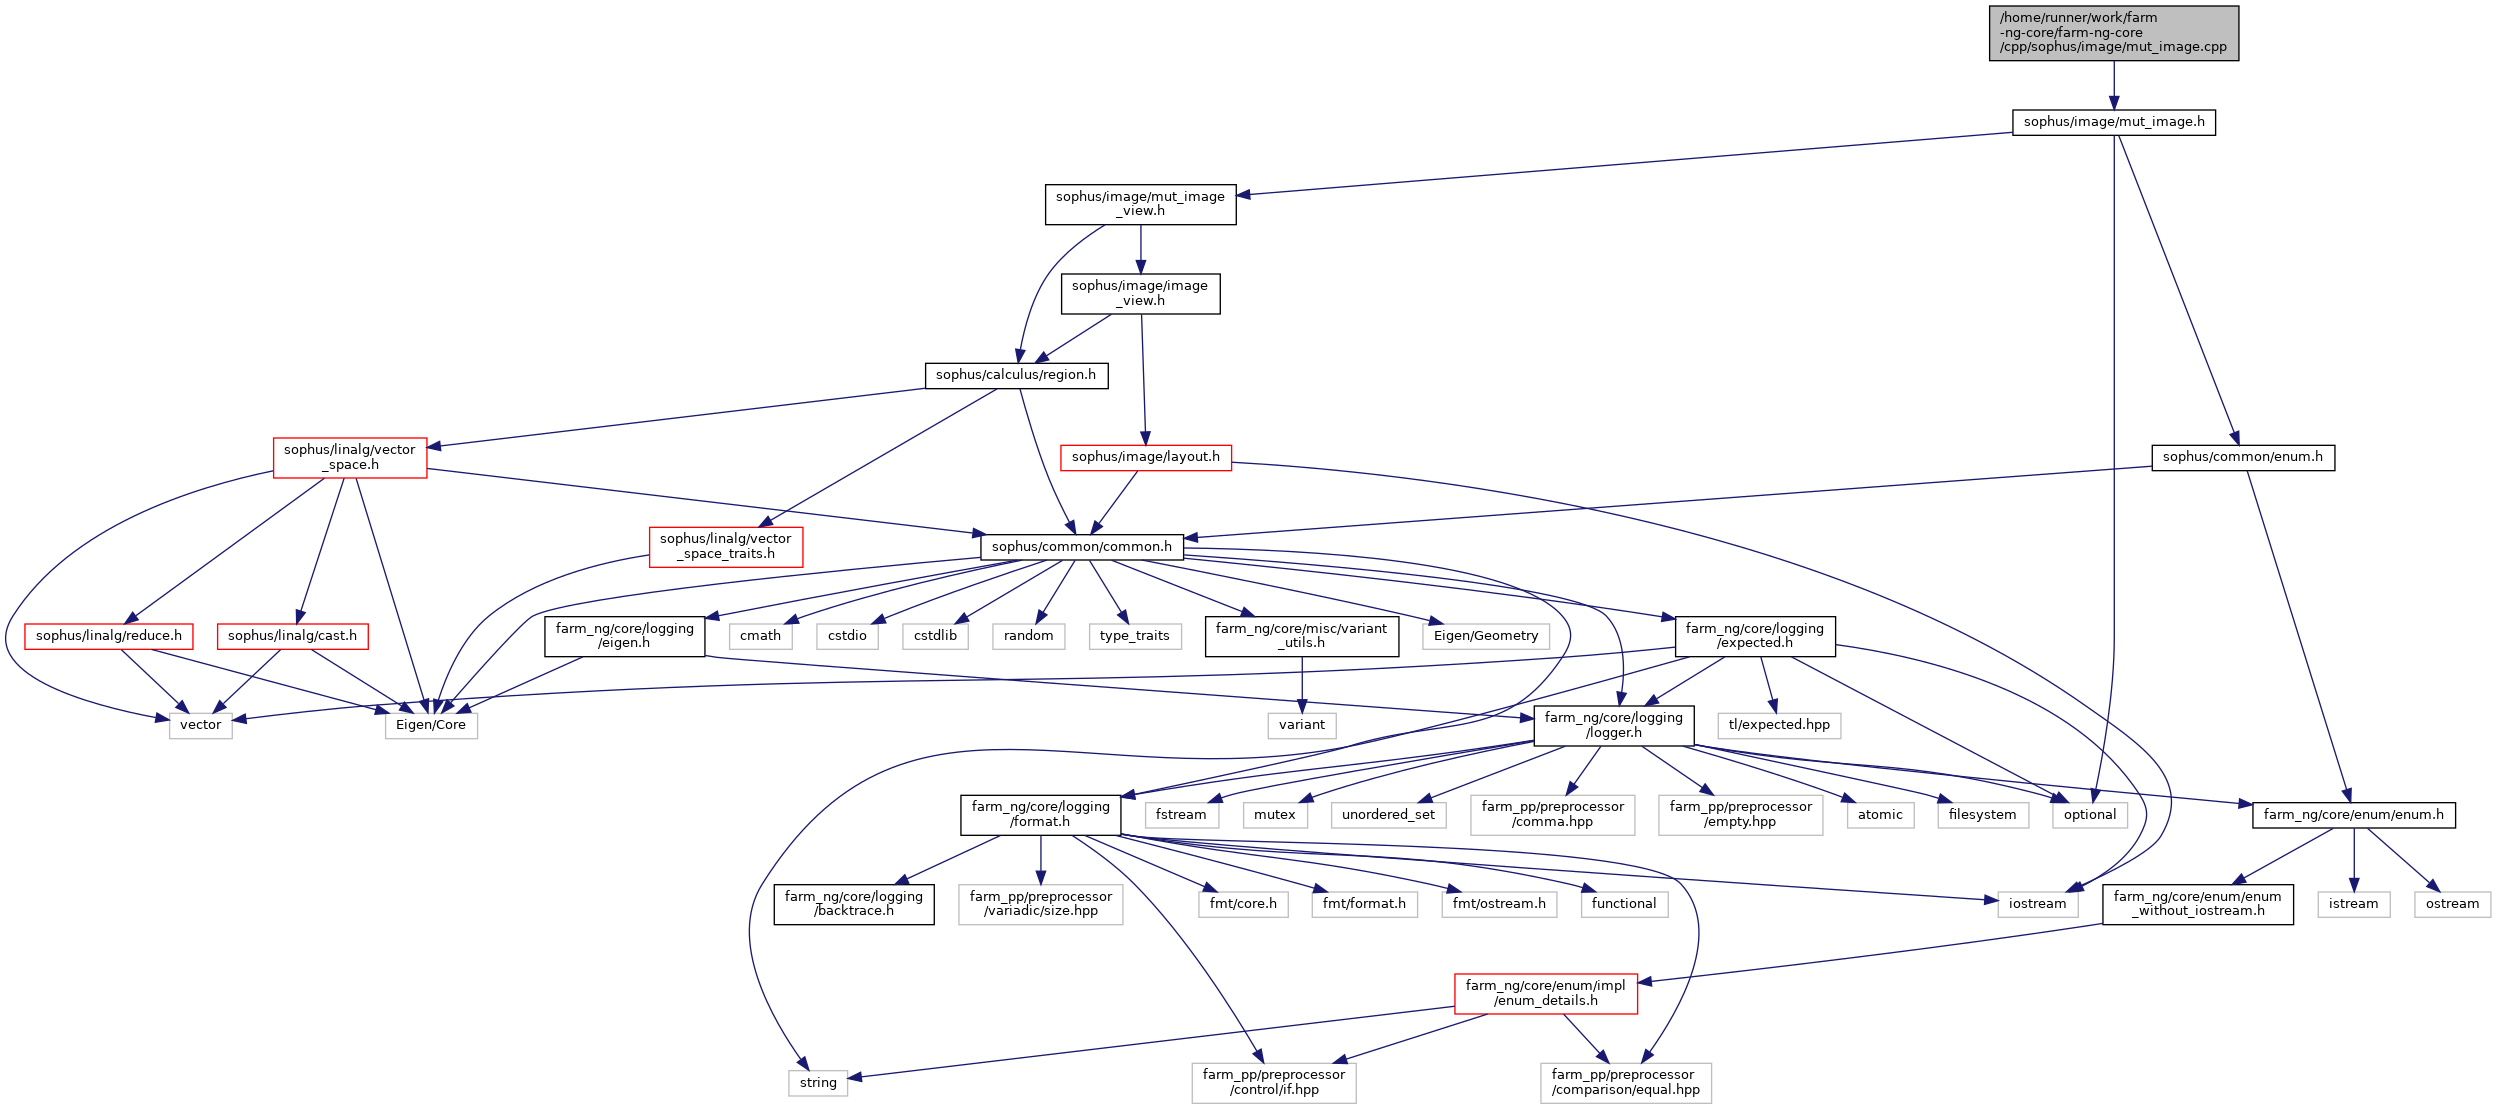 /home/runner/work/farm
-ng-core/farm-ng-core
/cpp/sophus/image/mut_image.cpp
sophus/image/mut_image.h
sophus/image/mut_image
_view.h
sophus/image/image
_view.h
sophus/calculus/region.h
sophus/linalg/vector
_space.h
sophus/image/layout.h
sophus/common/enum.h
sophus/linalg/vector
_space_traits.h
sophus/common/common.h
sophus/linalg/reduce.h
sophus/linalg/cast.h
farm_ng/core/logging
/eigen.h
cmath
cstdio
cstdlib
random
type_traits
farm_ng/core/misc/variant
_utils.h
Eigen/Geometry
farm_ng/core/logging
/expected.h
vector
Eigen/Core
variant
farm_ng/core/logging
/logger.h
tl/expected.hpp
farm_ng/core/logging
/format.h
fstream
mutex
unordered_set
farm_pp/preprocessor
/comma.hpp
farm_pp/preprocessor
/empty.hpp
atomic
filesystem
optional
farm_ng/core/enum/enum.h
farm_ng/core/logging
/backtrace.h
farm_pp/preprocessor
/variadic/size.hpp
fmt/core.h
fmt/format.h
fmt/ostream.h
functional
iostream
farm_ng/core/enum/enum
_without_iostream.h
istream
ostream
farm_ng/core/enum/impl
/enum_details.h
string
farm_pp/preprocessor
/control/if.hpp
farm_pp/preprocessor
/comparison/equal.hpp